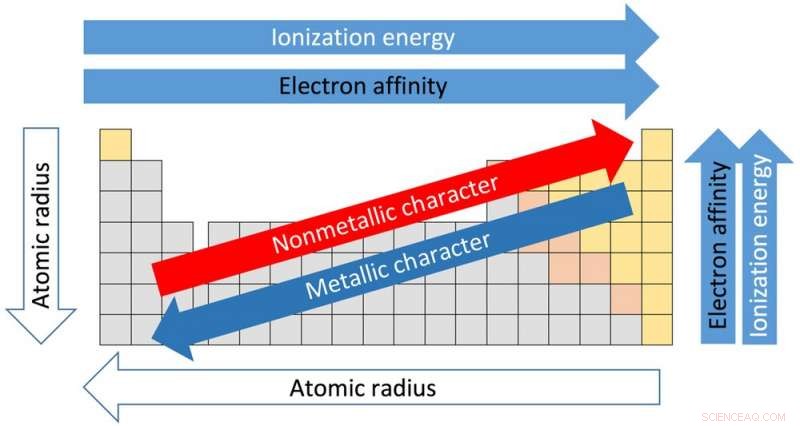 Ionization energy
Electron affinity
Atomic radius
Nonmetallic character
Metallic character
Electron affinity
Ionization energy
Atomic radius
SCIENCEAQ.COM